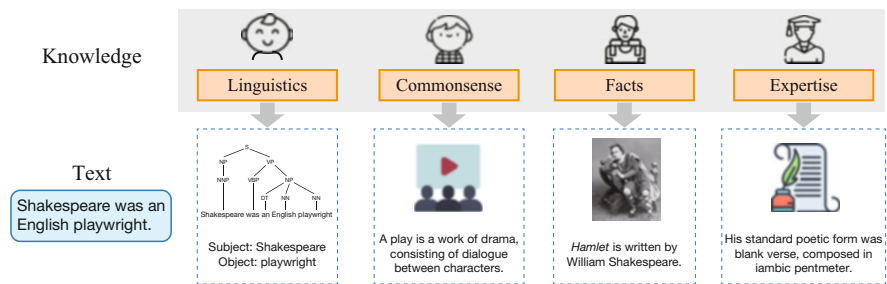 Knowledge
Linguistics
Commonsense
Facts
Expertise
Text
Shakespeare was an
English playwright.
S
NP
VP
NNP
VBP
NP
DT
NN
NN
Shakespeare was an English playwright
Subject: Shakespeare
Object: playwright
A play is a work of drama,
consisting of dialogue
between characters.
Hamlet is written by
William Shakespeare.
His standard poetic form was
blank verse, composed in
iambic pentmeter.